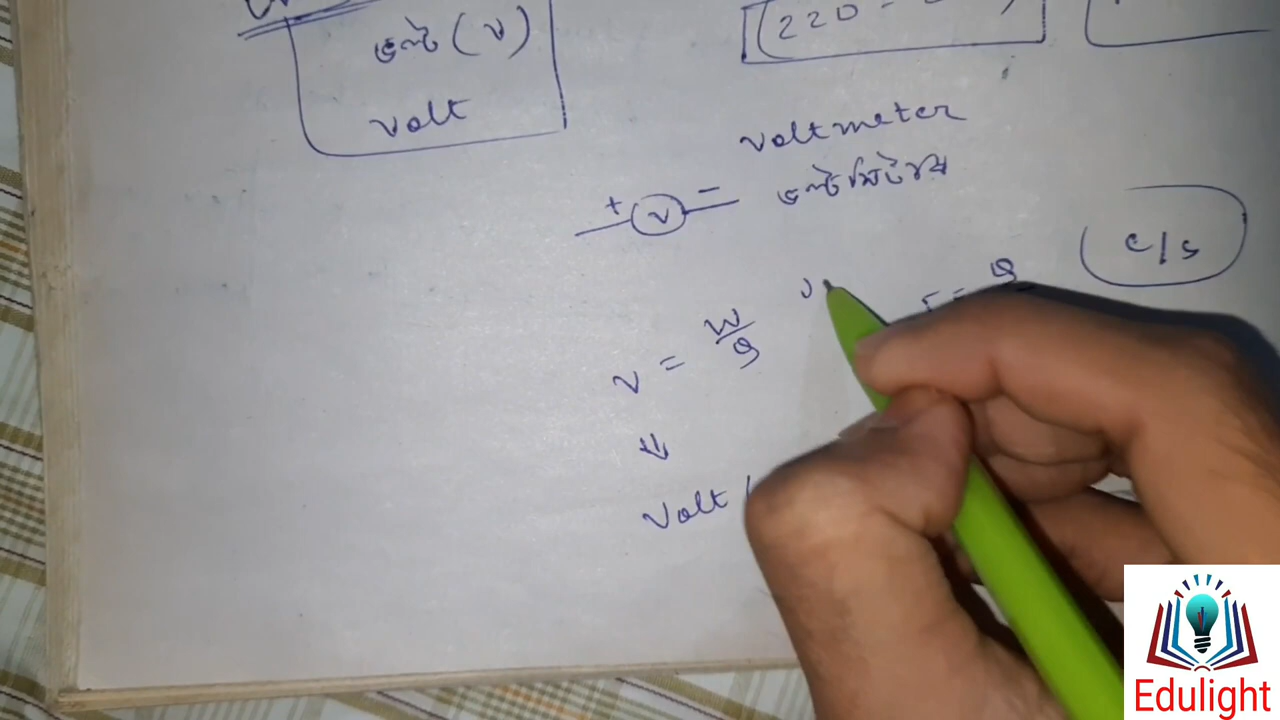 ভোল্ট (v)
volt
(220 -
voltmeter
ভোল্টমিটার
+ v -
c/s
v = W/q
I = q
volt (
Edulight